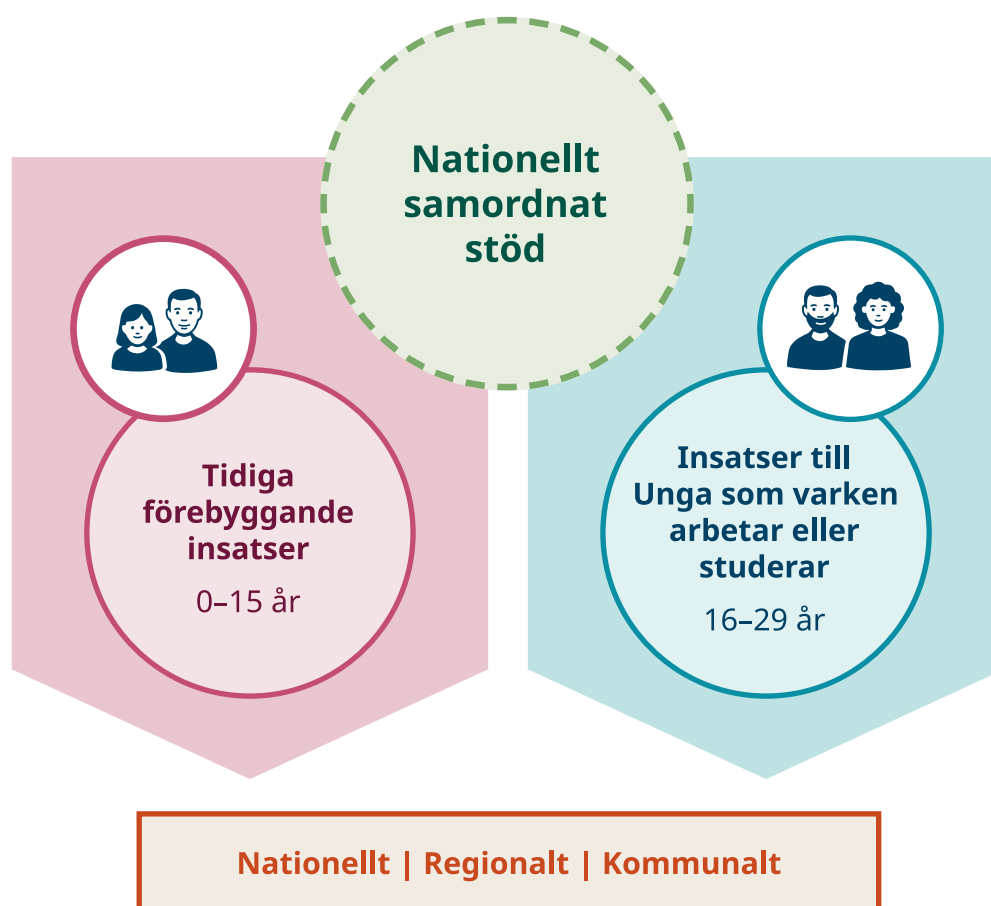 Nationellt
samordnat
stöd
Tidiga
förebyggande
insatser
0–15 år
Insatser till
Unga som varken
arbetar eller
studerar
16–29 år
Nationellt | Regionalt | Kommunalt